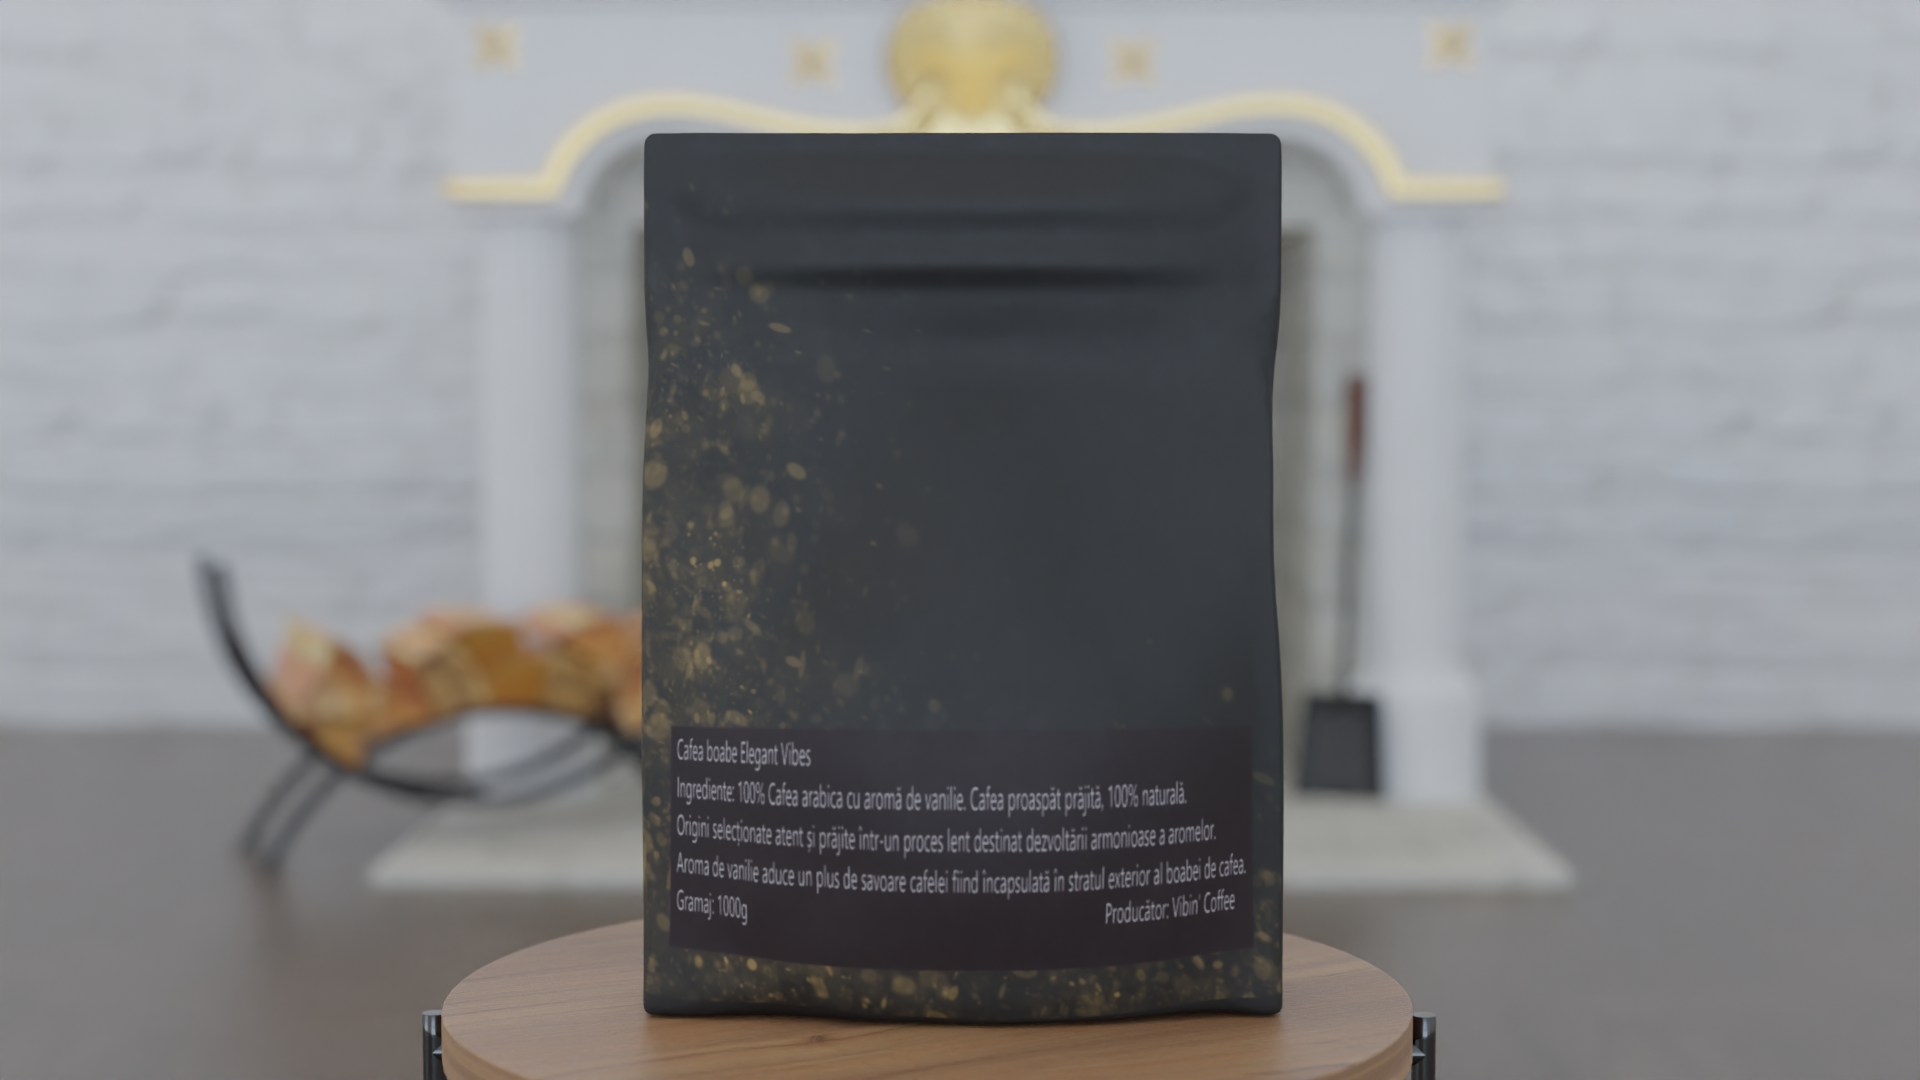 Cafea boabe Elegant Vibes
Ingrediente: 100% Cafea arabica cu aromă de vanilie. Cafea proaspăt prăjită, 100% naturală.
Origini selecționate atent și prăjite într-un proces lent destinat dezvoltării armonioase a aromelor.
Aroma de vanilie aduce un plus de savoare cafelei fiind încapsulată în stratul exterior al boabei de cafea.
Gramaj: 1000g
Producător: Vibin' Coffee